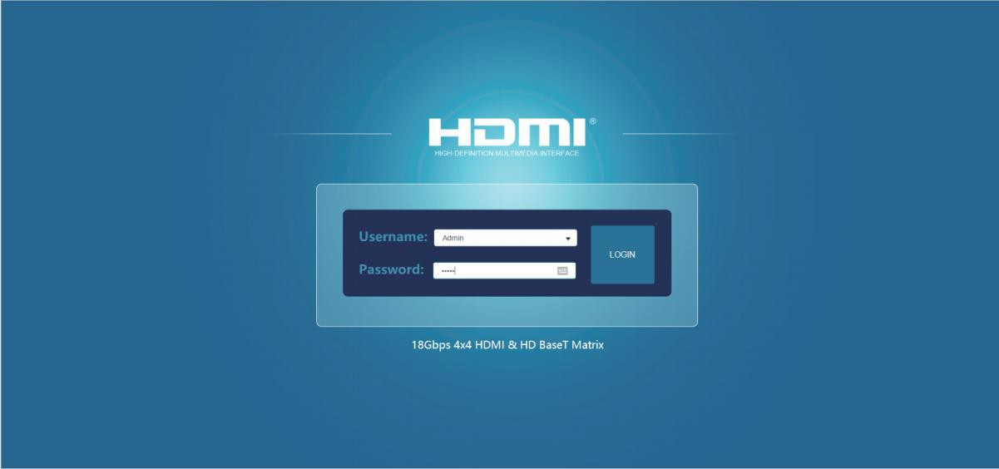 HDMI®
HIGH-DEFINITION MULTIMEDIA INTERFACE
Username: Admin
Password: •••••
LOGIN
18Gbps 4x4 HDMI & HD BaseT Matrix